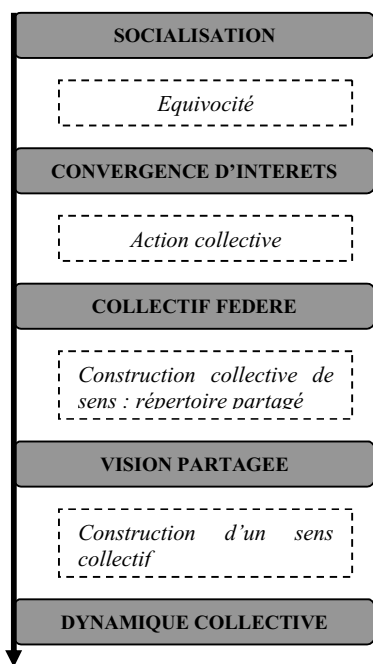 SOCIALISATION
Equivocité
CONVERGENCE D'INTERETS
Action collective
COLLECTIF FEDERE
Construction collective de
sens : répertoire partagé
VISION PARTAGEE
Construction d'un sens
collectif
DYNAMIQUE COLLECTIVE